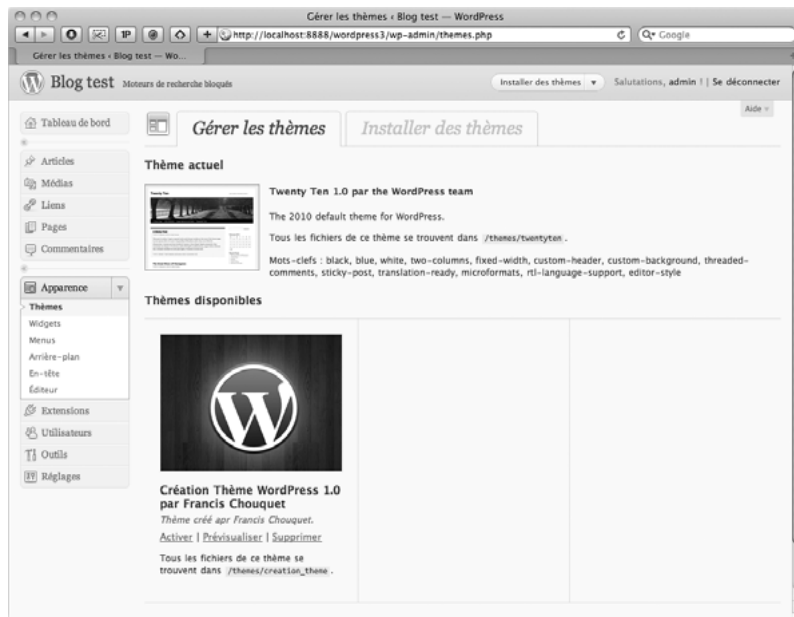 Gérer les thèmes ‹ Blog test — WordPress
http://localhost:8888/wordpress3/wp-admin/themes.php
Google
Gérer les thèmes ‹ Blog test — Wo...
Blog test Moteurs de recherche bloqués
Installer des thèmes
Salutations, admin ! | Se déconnecter
Aide
Tableau de bord
Articles
Médias
Liens
Pages
Commentaires
Apparence
Thèmes
Widgets
Menus
Arrière-plan
En-tête
Éditeur
Extensions
Utilisateurs
Outils
Réglages
Gérer les thèmes
Installer des thèmes
Thème actuel
Twenty Ten
Twenty Ten 1.0 par the WordPress team
The 2010 default theme for WordPress.
Tous les fichiers de ce thème se trouvent dans /themes/twentyten .
Mots-clefs : black, blue, white, two-columns, fixed-width, custom-header, custom-background, threaded-
comments, sticky-post, translation-ready, microformats, rtl-language-support, editor-style
Thèmes disponibles
Création Thème WordPress 1.0
par Francis Chouquet
Thème créé apr Francis Chouquet.
Activer | Prévisualiser | Supprimer
Tous les fichiers de ce thème se
trouvent dans /themes/creation_theme .